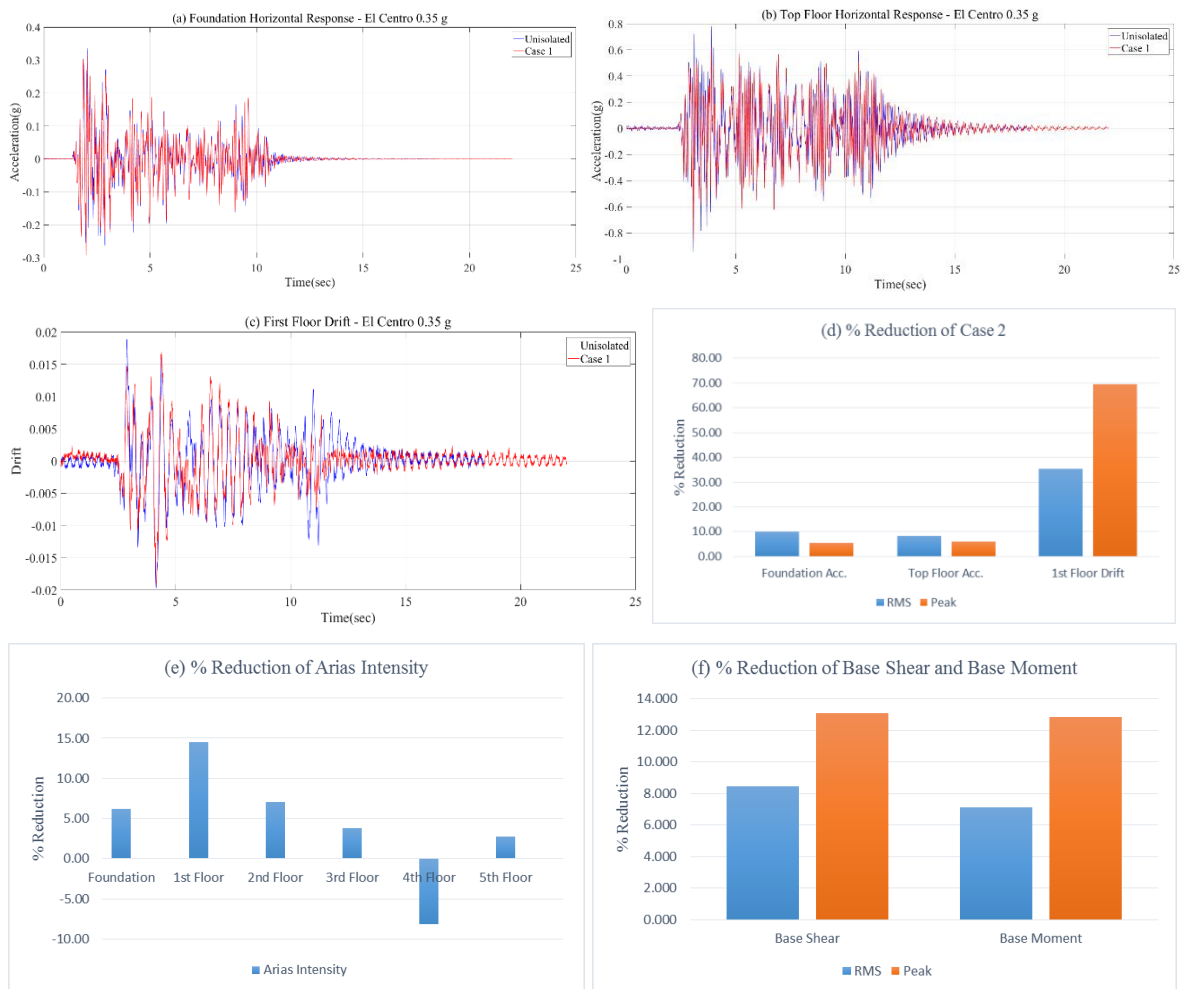 (a) Foundation Horizontal Response - El Centro 0.35 g
0.4
0.3
0.2
0.1
0
-0.1
-0.2
-0.3
Acceleration(g)
Unisolated
Case 1
0 5 10 15 20 25
Time(sec)
(b) Top Floor Horizontal Response - El Centro 0.35 g
0.8
0.6
0.4
0.2
0
-0.2
-0.4
-0.6
-0.8
-1
Acceleration(g)
Unisolated
Case 1
0 5 10 15 20 25
Time(sec)
(c) First Floor Drift - El Centro 0.35 g
0.02
0.015
0.01
0.005
0
-0.005
-0.01
-0.015
-0.02
Drift
Unisolated
Case 1
0 5 10 15 20 25
Time(sec)
(d) % Reduction of Case 2
80.00
70.00
60.00
50.00
40.00
30.00
20.00
10.00
0.00
% Reduction
Foundation Acc. Top Floor Acc. 1st Floor Drift
RMS Peak
(e) % Reduction of Arias Intensity
20.00
15.00
10.00
5.00
0.00
-5.00
-10.00
% Reduction
Foundation 1st Floor 2nd Floor 3rd Floor 4th Floor 5th Floor
Arias Intensity
(f) % Reduction of Base Shear and Base Moment
14.000
12.000
10.000
8.000
6.000
4.000
2.000
0.000
% Reduction
Base Shear Base Moment
RMS Peak